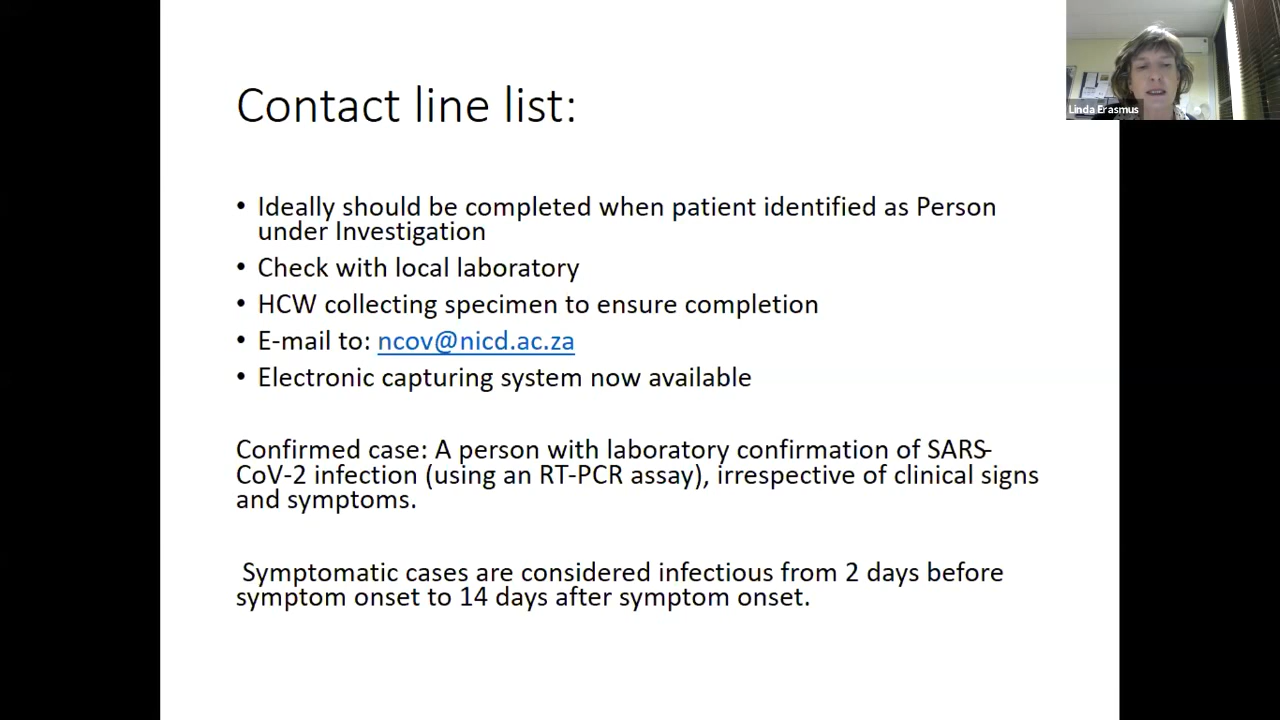 Contact line list:
• Ideally should be completed when patient identified as Person
under Investigation
• Check with local laboratory
• HCW collecting specimen to ensure completion
• E-mail to: ncov@nicd.ac.za
• Electronic capturing system now available
Confirmed case: A person with laboratory confirmation of SARS-
CoV-2 infection (using an RT-PCR assay), irrespective of clinical signs
and symptoms.
Symptomatic cases are considered infectious from 2 days before
symptom onset to 14 days after symptom onset.
Linda Erasmus